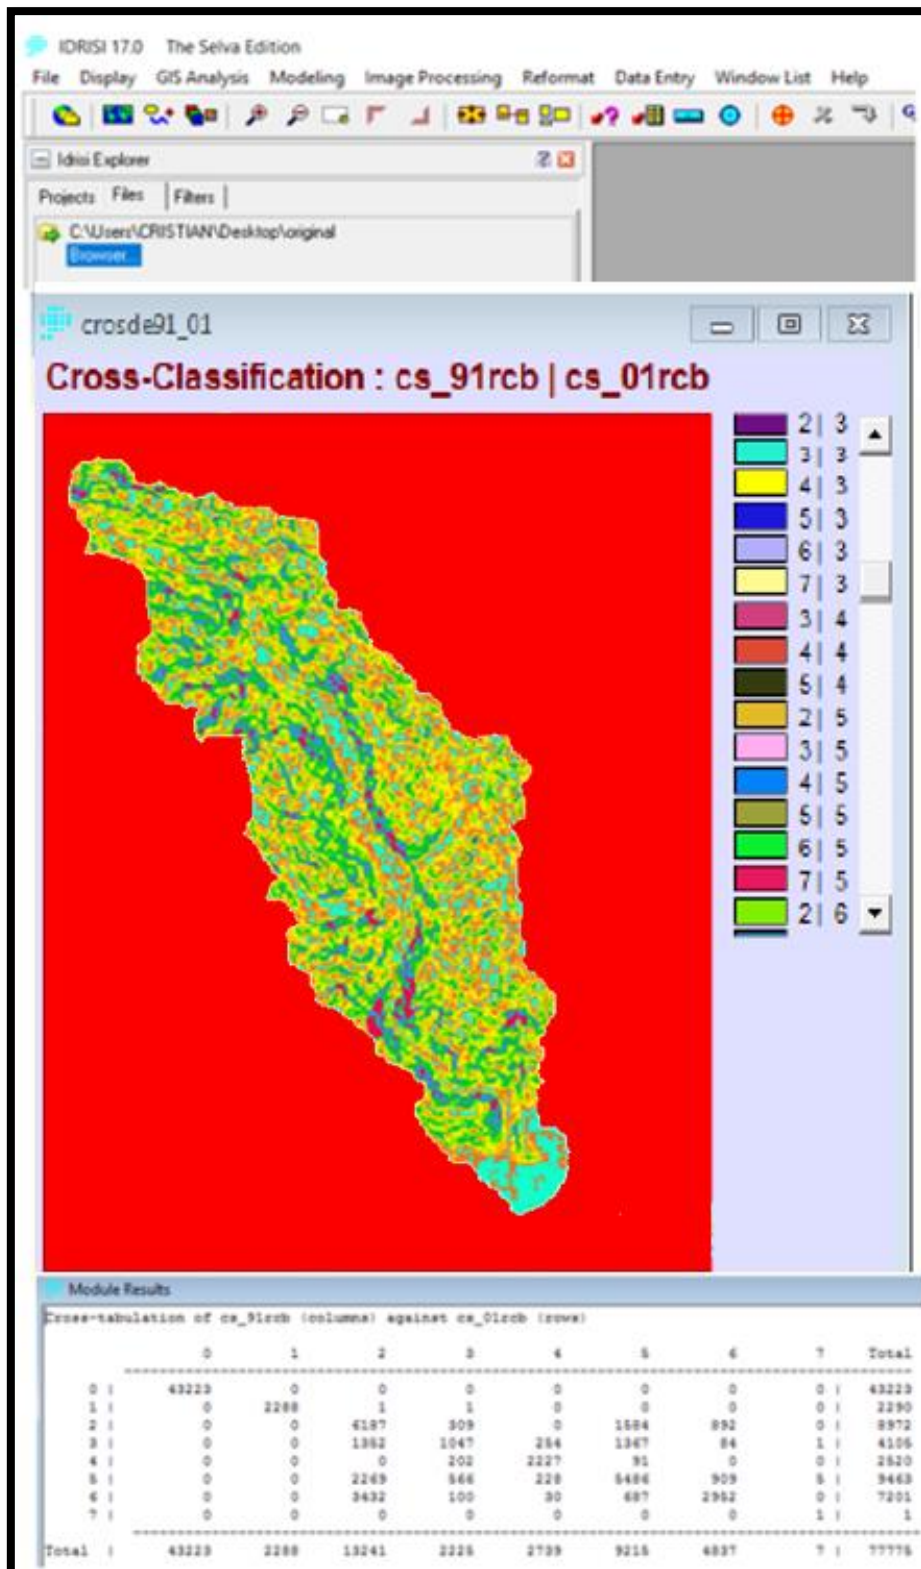 IDRISI 17.0 The Selva Edition
File Display GIS Analysis Modeling Image Processing Reformat Data Entry Window List Help
Idrisi Explorer
Projects Files Filters
C:\Users\CRISTIAN\Desktop\original
Browser...
crosde91_01
Cross-Classification : cs_91rcb | cs_01rcb
2 | 3
3 | 3
4 | 3
5 | 3
6 | 3
7 | 3
3 | 4
4 | 4
5 | 4
2 | 5
3 | 5
4 | 5
5 | 5
6 | 5
7 | 5
2 | 6
Module Results
Cross-tabulation of cs_91rcb (columns) against cs_01rcb (rows)
0 1 2 3 4 5 6 7 Total
0 | 43223 0 0 0 0 0 0 0 | 43223
1 | 0 2288 1 1 0 0 0 0 | 2290
2 | 0 0 6187 309 0 1584 892 0 | 8972
3 | 0 0 1352 1047 254 1367 84 1 | 4105
4 | 0 0 0 202 2227 91 0 0 | 2520
5 | 0 0 2269 566 228 5486 909 5 | 9463
6 | 0 0 3432 100 30 687 2952 0 | 7201
7 | 0 0 0 0 0 0 0 1 | 1
Total | 43223 2288 13241 2225 2739 9215 4837 7 | 77775